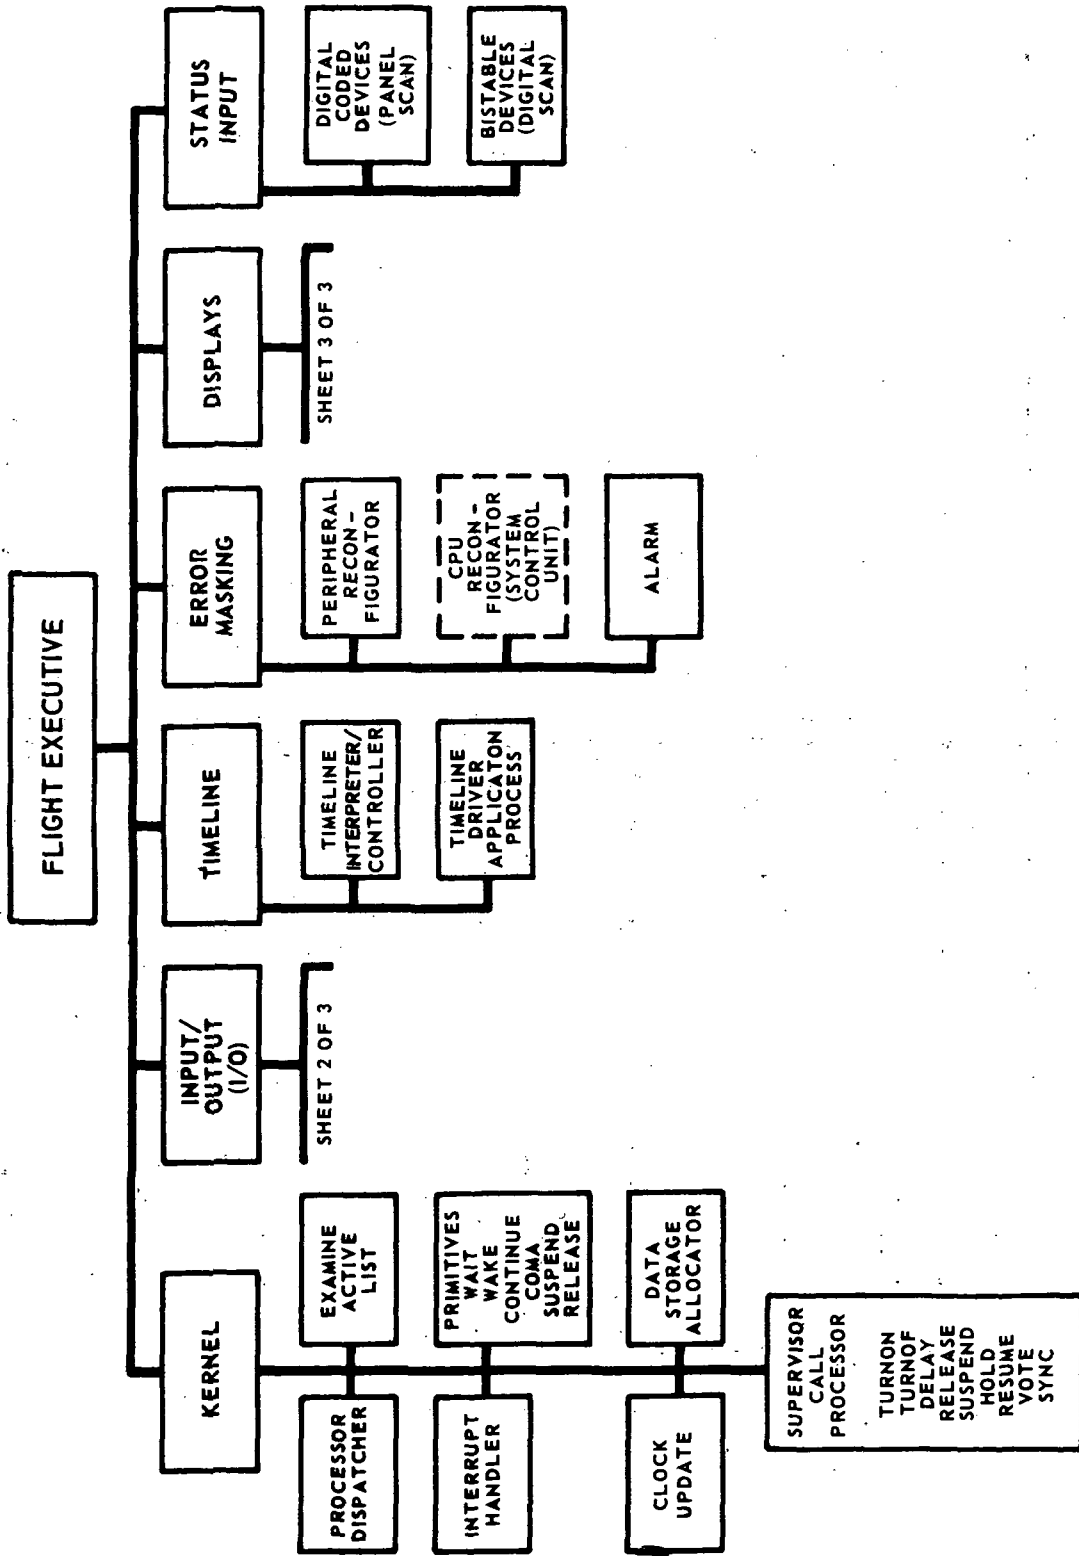 FLIGHT EXECUTIVE
KERNEL
INPUT/
OUTPUT
(I/O)
TIMELINE
ERROR
MASKING
DISPLAYS
STATUS
INPUT
PROCESSOR
DISPATCHER
EXAMINE
ACTIVE
LIST
INTERRUPT
HANDLER
PRIMITIVES
WAIT
WAKE
CONTINUE
COMA
SUSPEND
RELEASE
CLOCK
UPDATE
DATA
STORAGE
ALLOCATOR
SUPERVISOR
CALL
PROCESSOR
TURNON
TURNOF
DELAY
RELEASE
SUSPEND
HOLD
RESUME
VOTE
SYNC
SHEET 2 OF 3
TIMELINE
INTERPRETER/
CONTROLLER
TIMELINE
DRIVER
APPLICATON
PROCESS
PERIPHERAL
RECON-
FIGURATOR
CPU
RECON-
FIGURATOR
(SYSTEM
CONTROL
UNIT)
ALARM
SHEET 3 OF 3
DIGITAL
CODED
DEVICES
(PANEL
SCAN)
BISTABLE
DEVICES
(DIGITAL
SCAN)